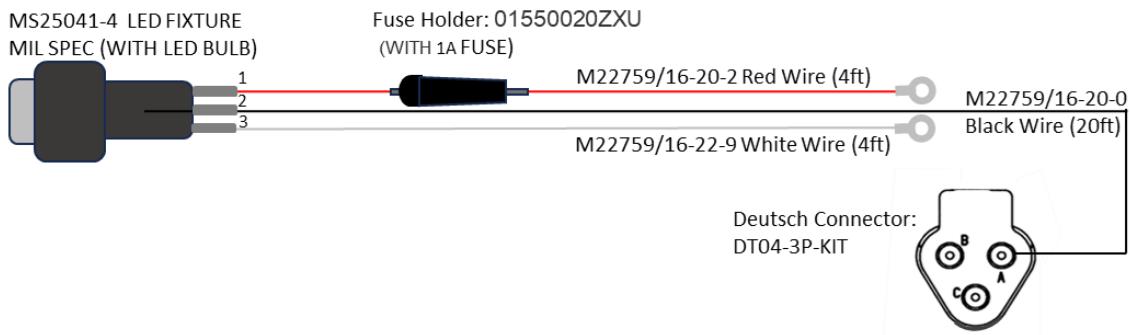 MS25041-4 LED FIXTURE
MIL SPEC (WITH LED BULB)
Fuse Holder: 01550020ZXU
(WITH 1A FUSE)
1
2
3
M22759/16-20-2 Red Wire (4ft)
M22759/16-20-0
Black Wire (20ft)
M22759/16-22-9 White Wire (4ft)
Deutsch Connector:
DT04-3P-KIT
B
A
C